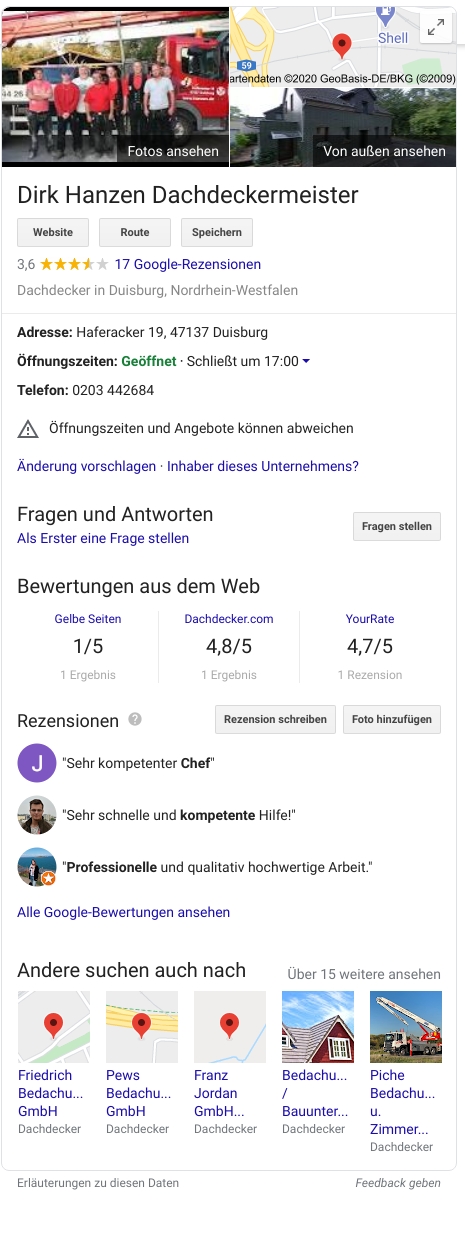 Shell
59
artendaten ©2020 GeoBasis-DE/BKG (©2009)
Fotos ansehen
Von außen ansehen
Dirk Hanzen Dachdeckermeister
Website Route Speichern
3,6 17 Google-Rezensionen
Dachdecker in Duisburg, Nordrhein-Westfalen
Adresse: Haferacker 19, 47137 Duisburg
Öffnungszeiten: Geöffnet · Schließt um 17:00
Telefon: 0203 442684
Öffnungszeiten und Angebote können abweichen
Änderung vorschlagen · Inhaber dieses Unternehmens?
Fragen und Antworten
Fragen stellen
Als Erster eine Frage stellen
Bewertungen aus dem Web
Gelbe Seiten Dachdecker.com YourRate
1/5 4,8/5 4,7/5
1 Ergebnis 1 Ergebnis 1 Rezension
Rezensionen ? Rezension schreiben Foto hinzufügen
J "Sehr kompetenter Chef"
"Sehr schnelle und kompetente Hilfe!"
"Professionelle und qualitativ hochwertige Arbeit."
Alle Google-Bewertungen ansehen
Andere suchen auch nach Über 15 weitere ansehen
Friedrich
Bedachu...
GmbH
Dachdecker
Pews
Bedachu...
GmbH
Dachdecker
Franz
Jordan
GmbH...
Dachdecker
Bedachu...
/
Bauunter...
Dachdecker
Piche
Bedachu...
u.
Zimmer...
Dachdecker
Erläuterungen zu diesen Daten Feedback geben